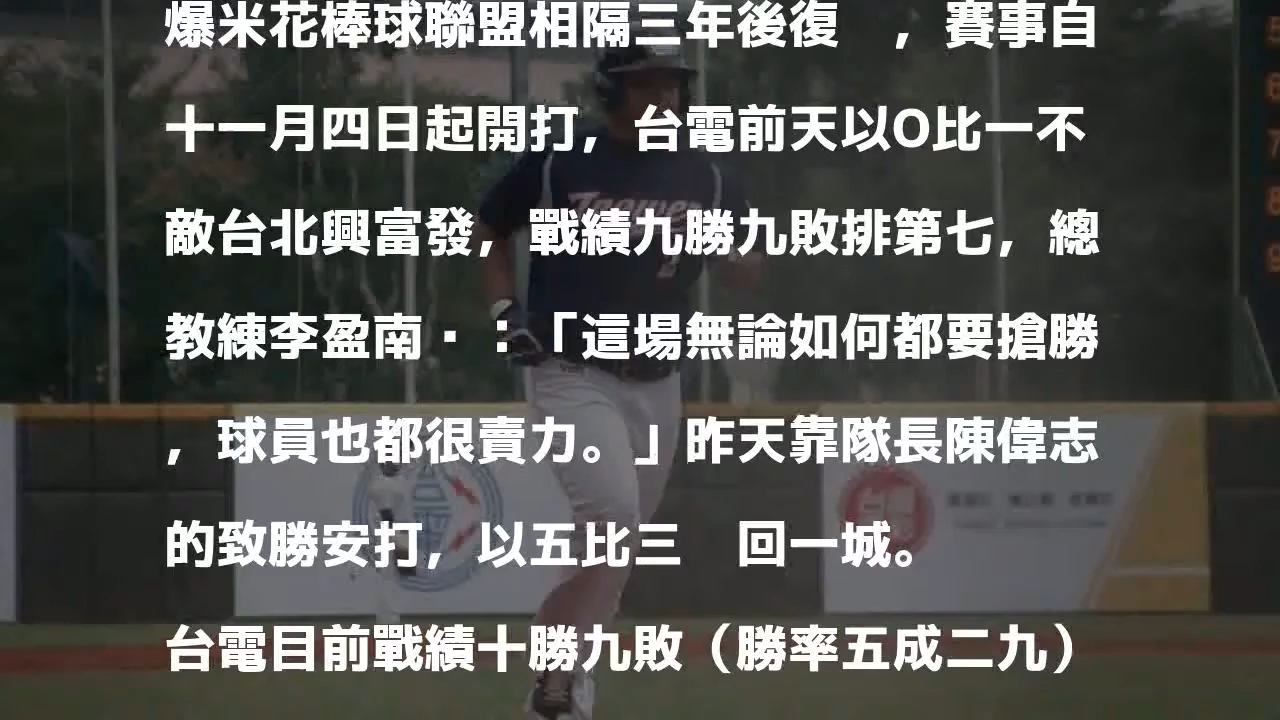 爆米花棒球聯盟相隔三年後復　，賽事自
十一月四日起開打，台電前天以O比一不
敵台北興富發，戰績九勝九敗排第七，總
教練李盈南▪：「這場無論如何都要搶勝
，球員也都很賣力。」昨天靠隊長陳偉志
的致勝安打，以五比三　回一城。
台電目前戰績十勝九敗（勝率五成二九）